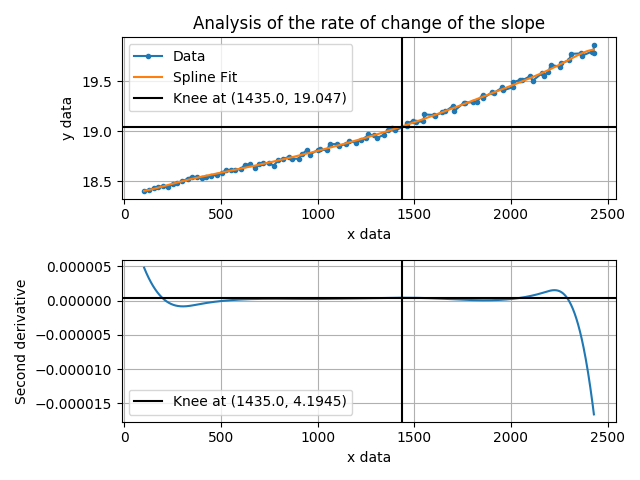 Analysis of the rate of change of the slope
Data
Spline Fit
Knee at (1435.0, 19.047)
19.5
19.0
18.5
y data
0 500 1000 1500 2000 2500
x data
0.000005
0.000000
−0.000005
−0.000010
−0.000015
Second derivative
Knee at (1435.0, 4.1945)
0 500 1000 1500 2000 2500
x data